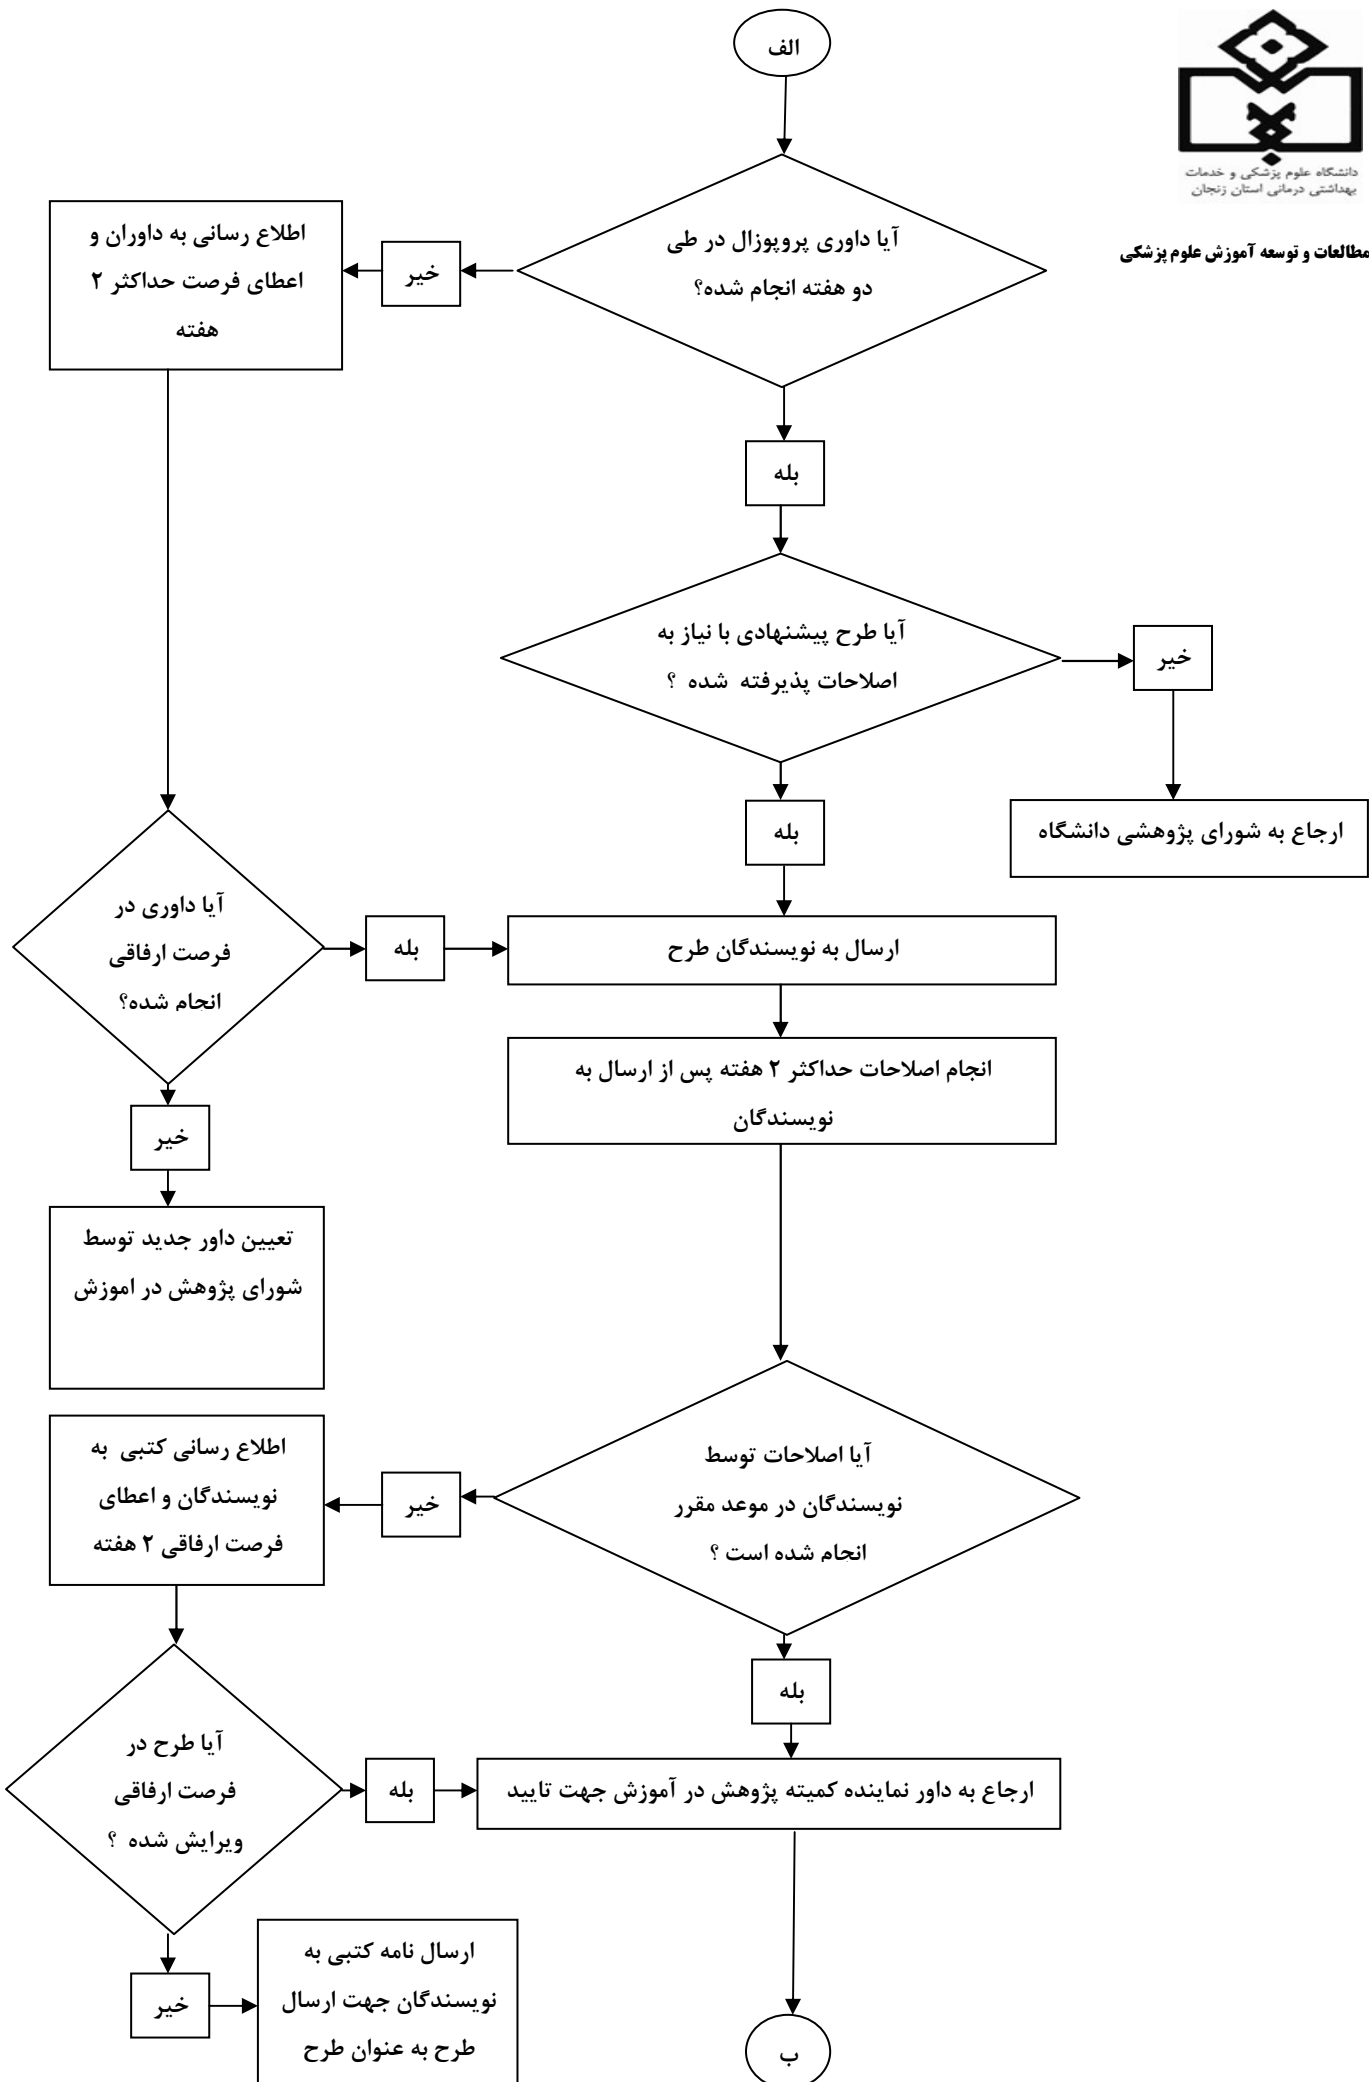 الف
دانشگاه علوم پزشکی و خدمات
بهداشتی درمانی استان زنجان
مطالعات و توسعه آموزش علوم پزشکی
آیا داوری پروپوزال در طی
دو هفته انجام شده؟
خیر
اطلاع رسانی به داوران و
اعطای فرصت حداکثر ۲
هفته
بله
آیا طرح پیشنهادی با نیاز به
اصلاحات پذیرفته شده ؟
خیر
ارجاع به شورای پژوهشی دانشگاه
بله
آیا داوری در
فرصت ارفاقی
انجام شده؟
بله
ارسال به نویسندگان طرح
انجام اصلاحات حداکثر ۲ هفته پس از ارسال به
نویسندگان
خیر
تعیین داور جدید توسط
شورای پژوهش در اموزش
آیا اصلاحات توسط
نویسندگان در موعد مقرر
انجام شده است ؟
خیر
اطلاع رسانی کتبی به
نویسندگان و اعطای
فرصت ارفاقی ۲ هفته
بله
آیا طرح در
فرصت ارفاقی
ویرایش شده ؟
بله
ارجاع به داور نماینده کمیته پژوهش در آموزش جهت تایید
خیر
ارسال نامه کتبی به
نویسندگان جهت ارسال
طرح به عنوان طرح
ب